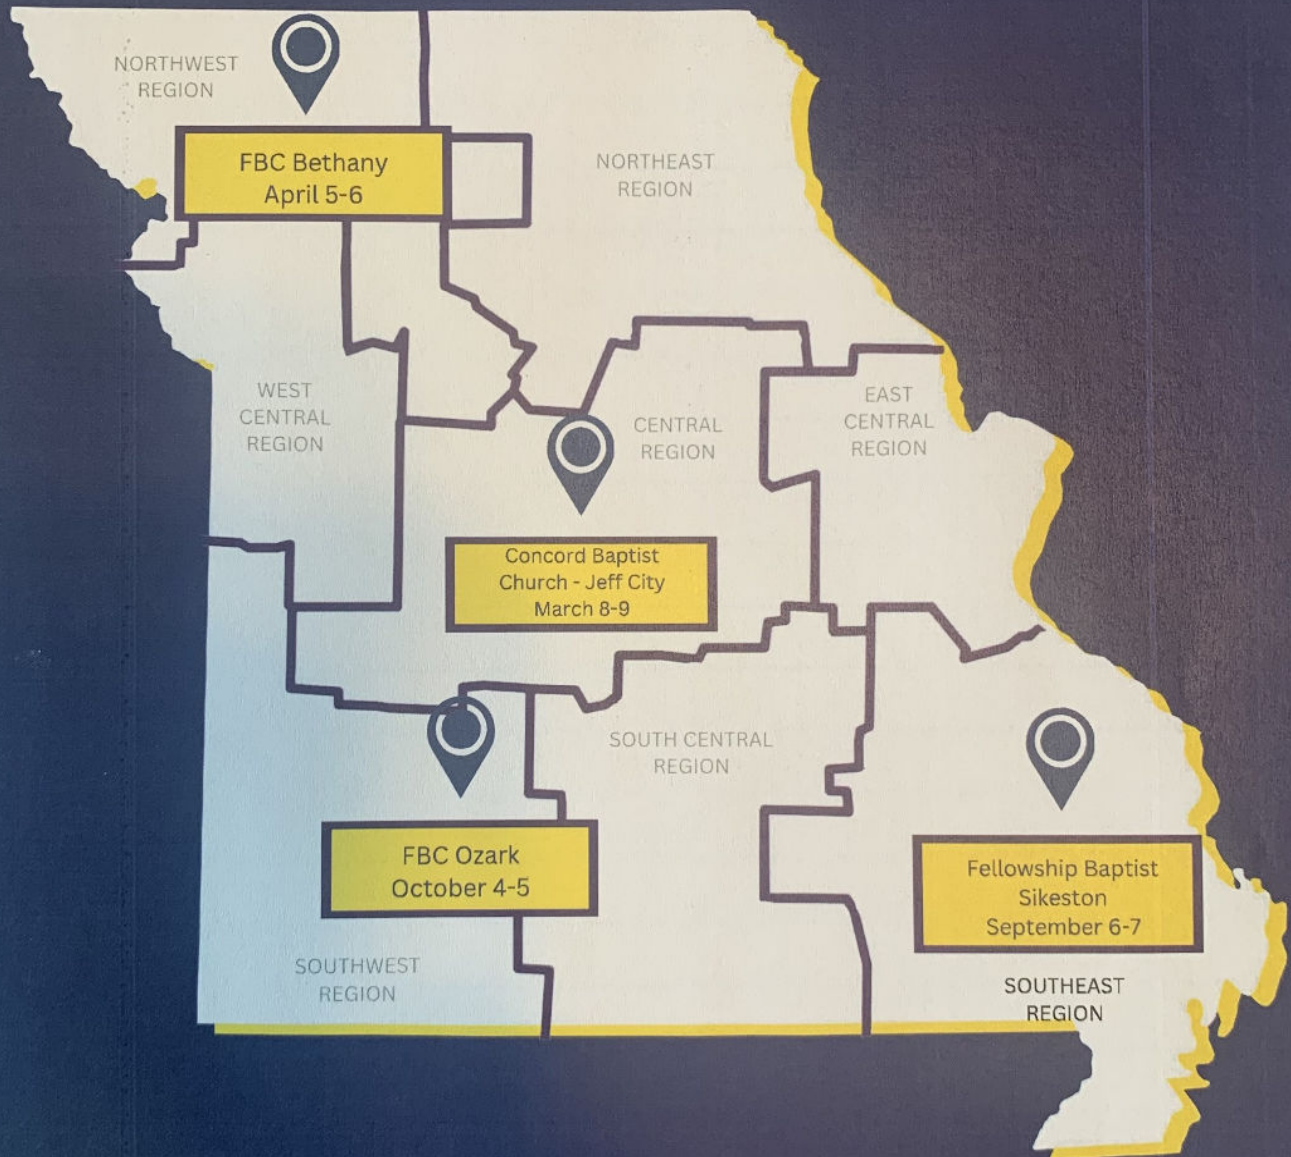 NORTHWEST
REGION
FBC Bethany
April 5-6
NORTHEAST
REGION
WEST
CENTRAL
REGION
CENTRAL
REGION
EAST
CENTRAL
REGION
Concord Baptist
Church - Jeff City
March 8-9
SOUTH CENTRAL
REGION
FBC Ozark
October 4-5
Fellowship Baptist
Sikeston
September 6-7
SOUTHWEST
REGION
SOUTHEAST
REGION